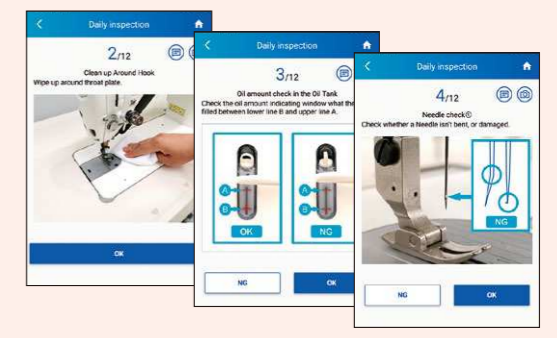 Daily inspection
2/12
Clean up Around Hook
Wipe up around throat plate.
OK
Daily inspection
3/12
Oil amount check in the Oil Tank
Check the oil amount indicating window what the
filled between lower line B and upper line A.
A
B
OK
A
B
NG
NG
OK
Daily inspection
4/12
Needle check①
Check whether a Needle isn't bent, or damaged.
NG
NG
OK